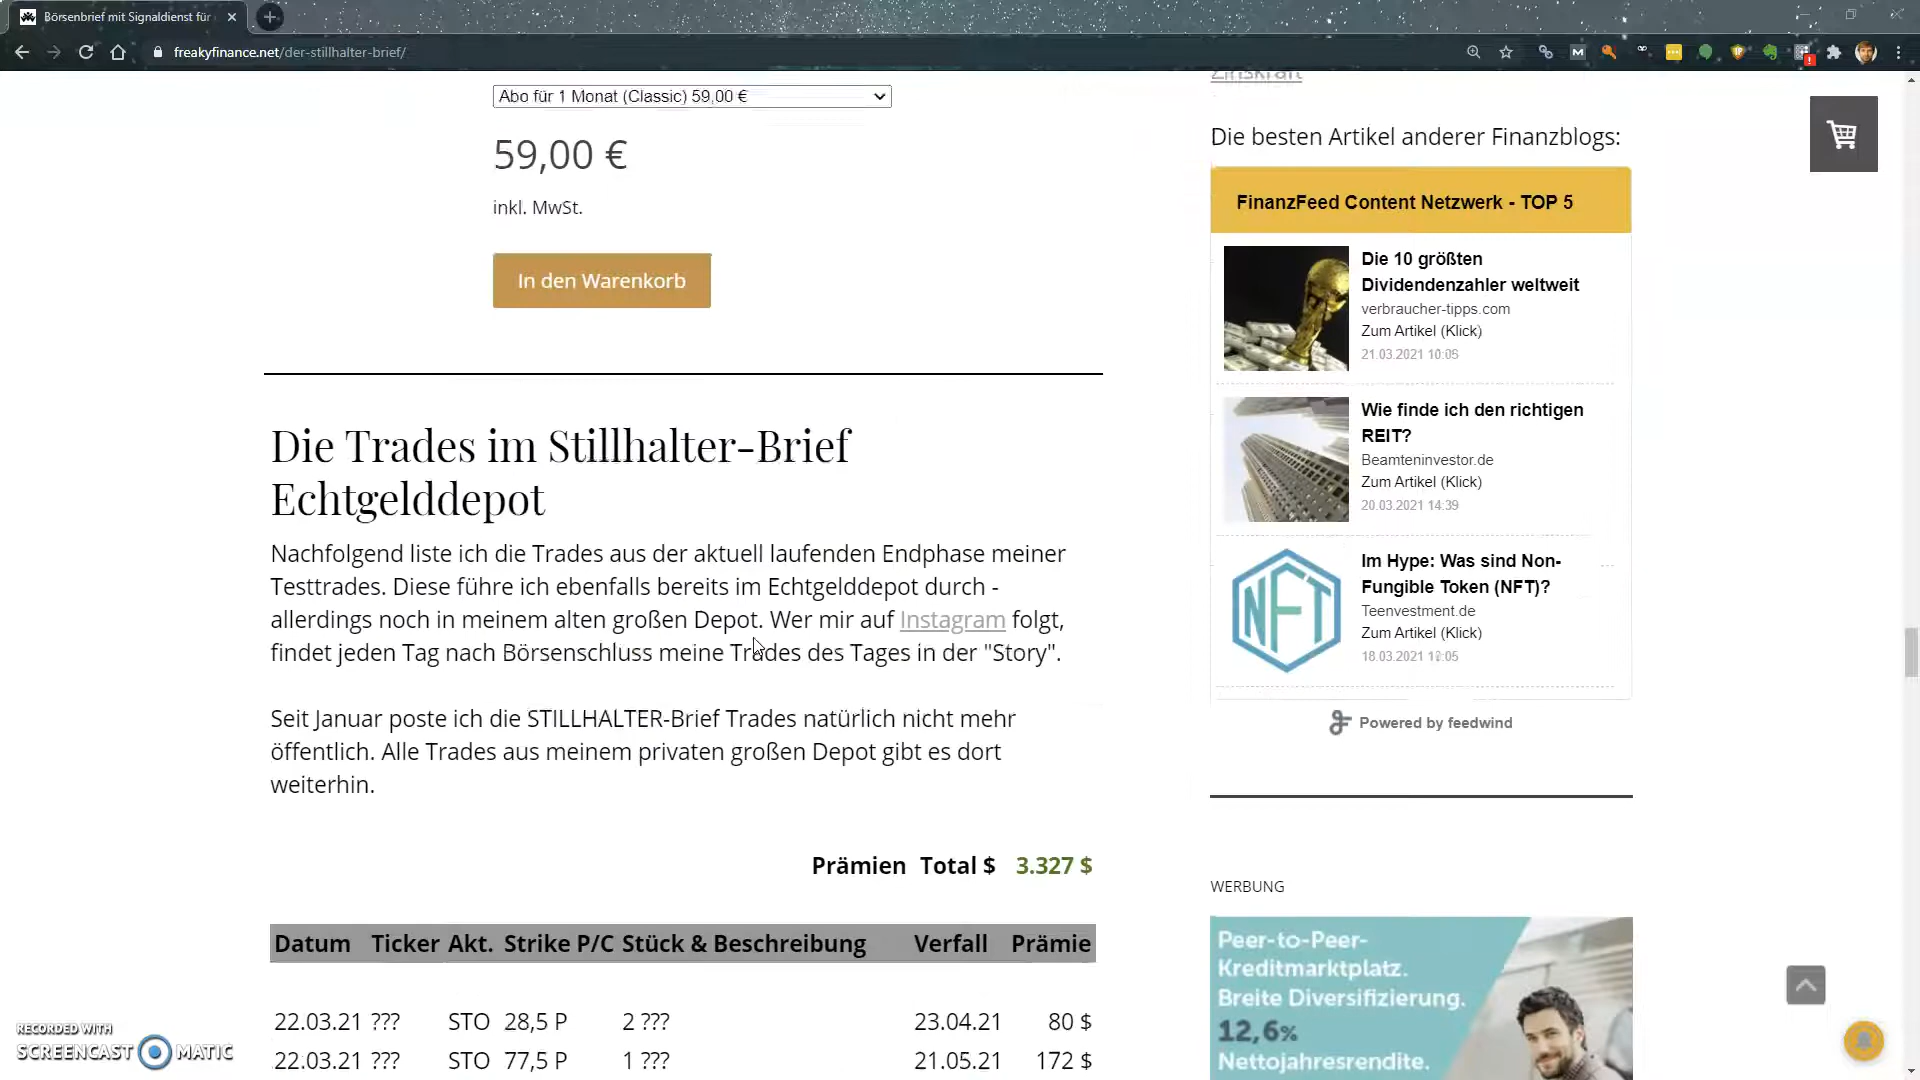 Börsenbrief mit Signaldienst für
freakyfinance.net/der-stillhalter-brief/
Abo für 1 Monat (Classic) 59,00 €
59,00 €
inkl. MwSt.
In den Warenkorb
Die Trades im Stillhalter-Brief
Echtgelddepot
Nachfolgend liste ich die Trades aus der aktuell laufenden Endphase meiner
Testtrades. Diese führe ich ebenfalls bereits im Echtgelddepot durch -
allerdings noch in meinem alten großen Depot. Wer mir auf Instagram folgt,
findet jeden Tag nach Börsenschluss meine Trades des Tages in der "Story".
Seit Januar poste ich die STILLHALTER-Brief Trades natürlich nicht mehr
öffentlich. Alle Trades aus meinem privaten großen Depot gibt es dort
weiterhin.
Prämien Total $ 3.327 $
Datum Ticker Akt. Strike P/C Stück & Beschreibung Verfall Prämie
22.03.21 ??? STO 28,5 P 2 ??? 23.04.21 80 $
22.03.21 ??? STO 77,5 P 1 ??? 21.05.21 172 $
Zinskraft
Die besten Artikel anderer Finanzblogs:
FinanzFeed Content Netzwerk - TOP 5
Die 10 größten
Dividendenzahler weltweit
verbraucher-tipps.com
Zum Artikel (Klick)
21.03.2021 10:05
Wie finde ich den richtigen
REIT?
Beamteninvestor.de
Zum Artikel (Klick)
20.03.2021 14:39
NFT
Im Hype: Was sind Non-
Fungible Token (NFT)?
Teenvestment.de
Zum Artikel (Klick)
18.03.2021
Powered by feedwind
WERBUNG
Peer-to-Peer-
Kreditmarktplatz.
Breite Diversifizierung.
12,6%
Nettojahresrendite.
RECORDED WITH
SCREENCAST MATIC